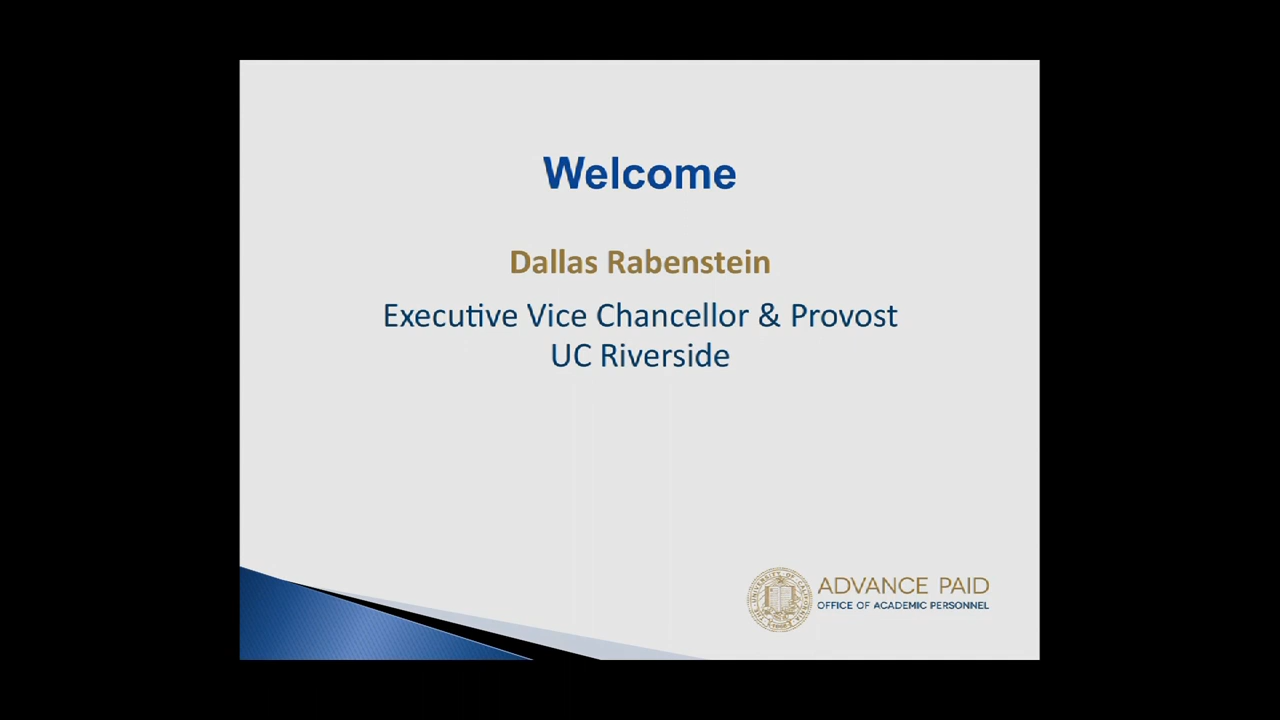 Welcome
Dallas Rabenstein
Executive Vice Chancellor & Provost
UC Riverside
ADVANCE PAID
OFFICE OF ACADEMIC PERSONNEL